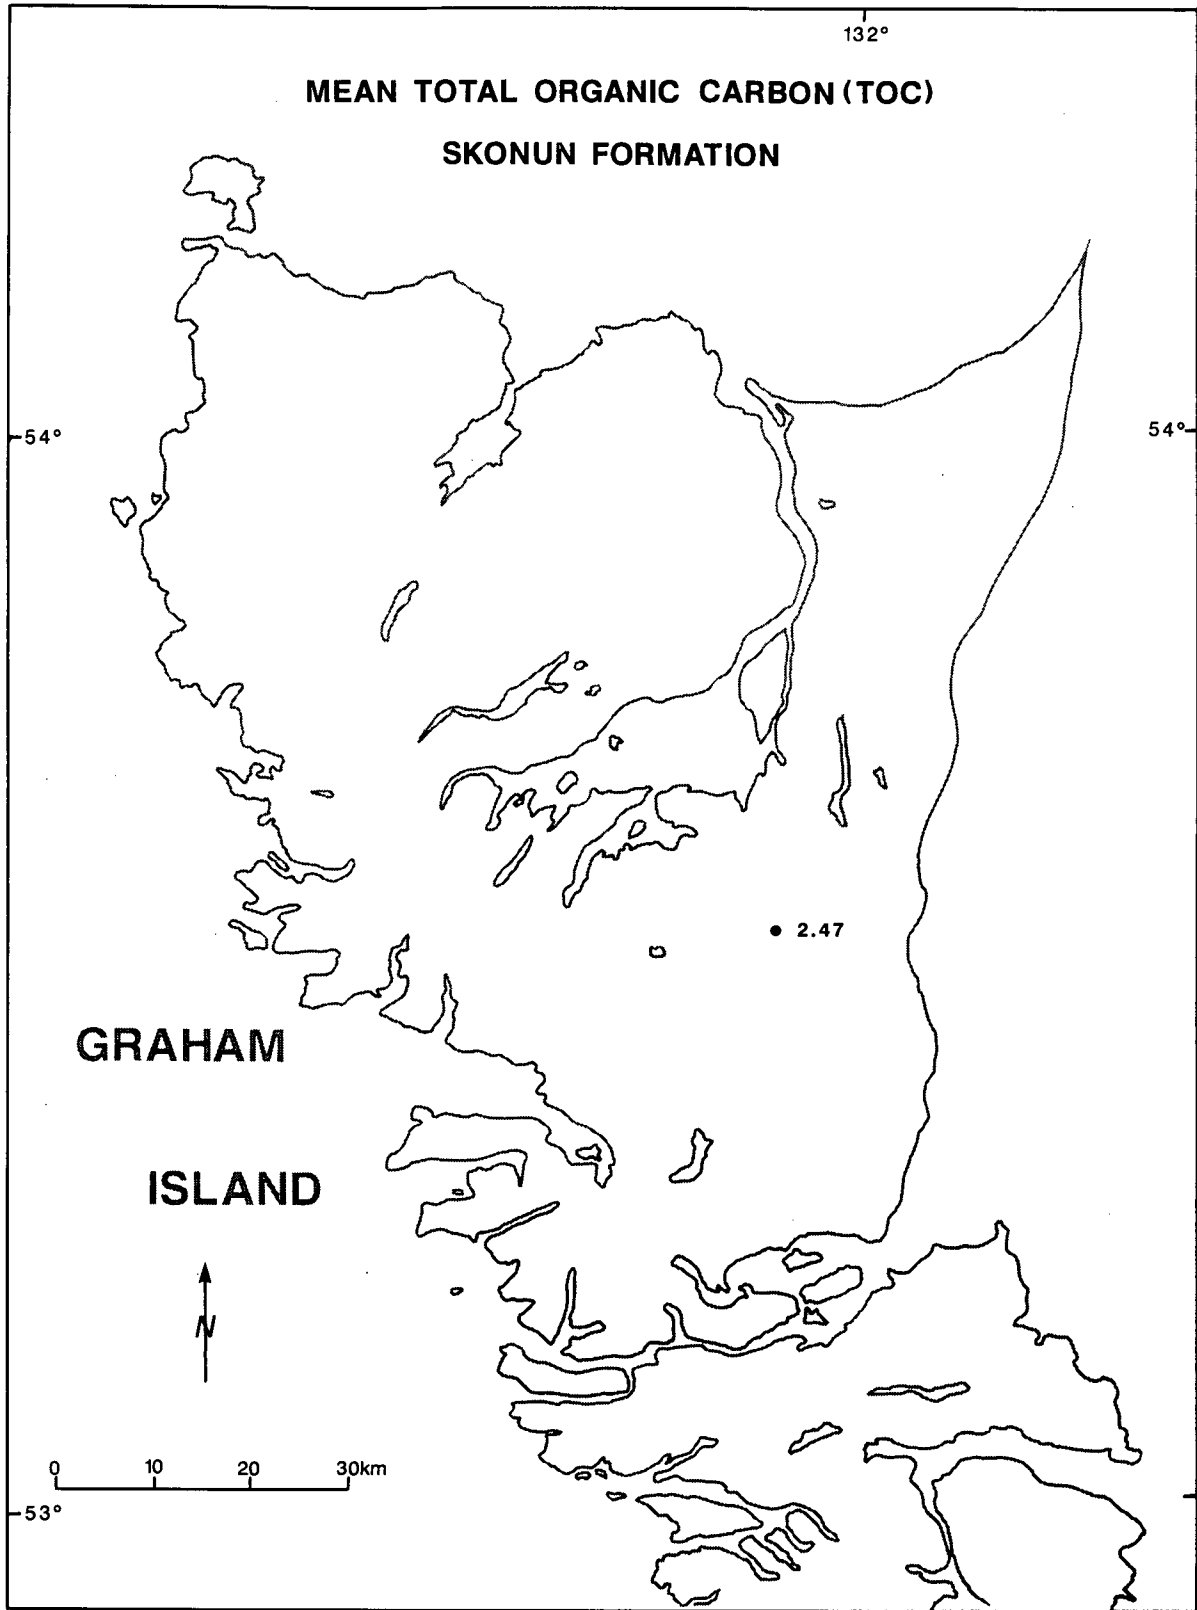 132°
MEAN TOTAL ORGANIC CARBON (TOC)
SKONUN FORMATION
54°
54°
2.47
GRAHAM
ISLAND
N
0 10 20 30km
53°